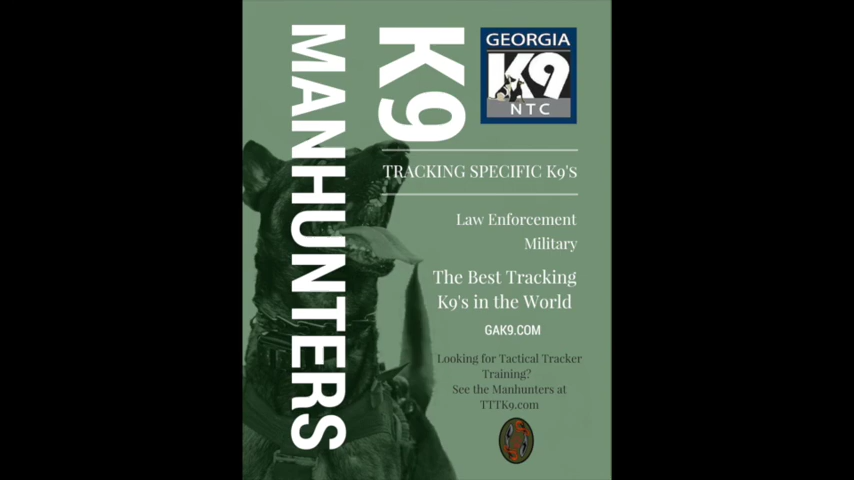 MANHUNTERS
K9
GEORGIA
K9
NTC
TRACKING SPECIFIC K9'S
Law Enforcement
Military
The Best Tracking
K9's in the World
GAK9.COM
Looking for Tactical Tracker
Training?
See the Manhunters at
TTTK9.com